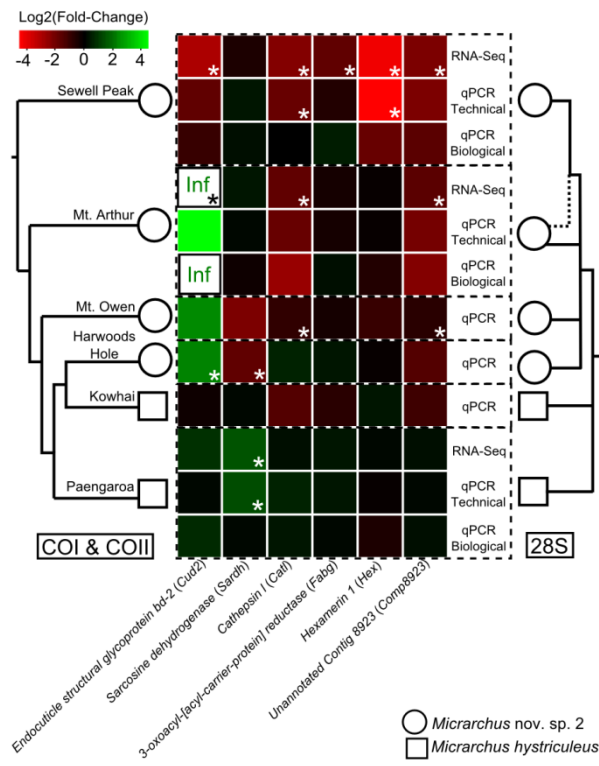 Log2(Fold-Change)
-4 -2 0 2 4
RNA-Seq
*
*
*
*
*
Sewell Peak
qPCR
Technical
*
*
qPCR
Biological
Inf
*
*
*
RNA-Seq
Mt. Arthur
qPCR
Technical
Inf
qPCR
Biological
Mt. Owen
*
*
qPCR
Harwoods
Hole
*
*
qPCR
Kowhai
qPCR
*
RNA-Seq
Paengaroa
*
qPCR
Technical
qPCR
Biological
COI & COII
28S
Endocuticle structural glycoprotein bd-2 (Cud2)
Sarcosine dehydrogenase (Sardh)
Cathepsin l (Catl)
3-oxoacyl-[acyl-carrier-protein] reductase (Fabg)
Hexamerin 1 (Hex)
Unannotated Contig 8923 (Comp8923)
Micrarchus nov. sp. 2
Micrarchus hystriculeus